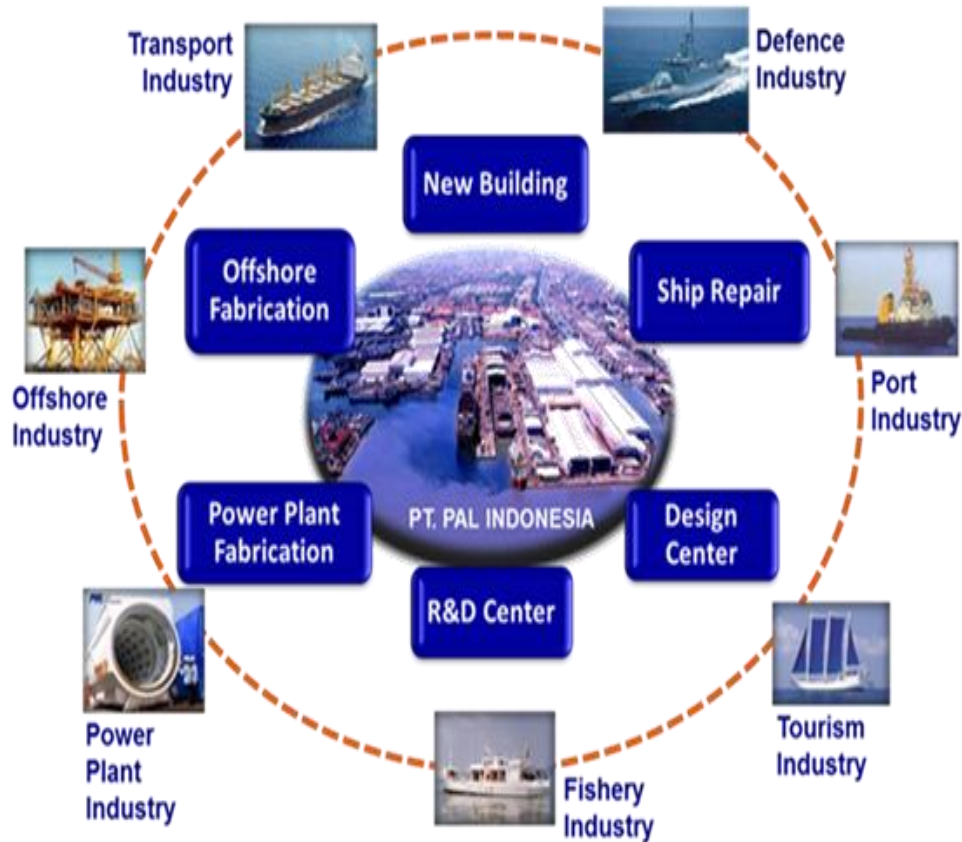 Transport
Industry
Defence
Industry
New Building
Offshore
Fabrication
Ship Repair
Offshore
Industry
Port
Industry
Power Plant
Fabrication
PT. PAL INDONESIA
Design
Center
R&D Center
Power
Plant
Industry
Tourism
Industry
Fishery
Industry